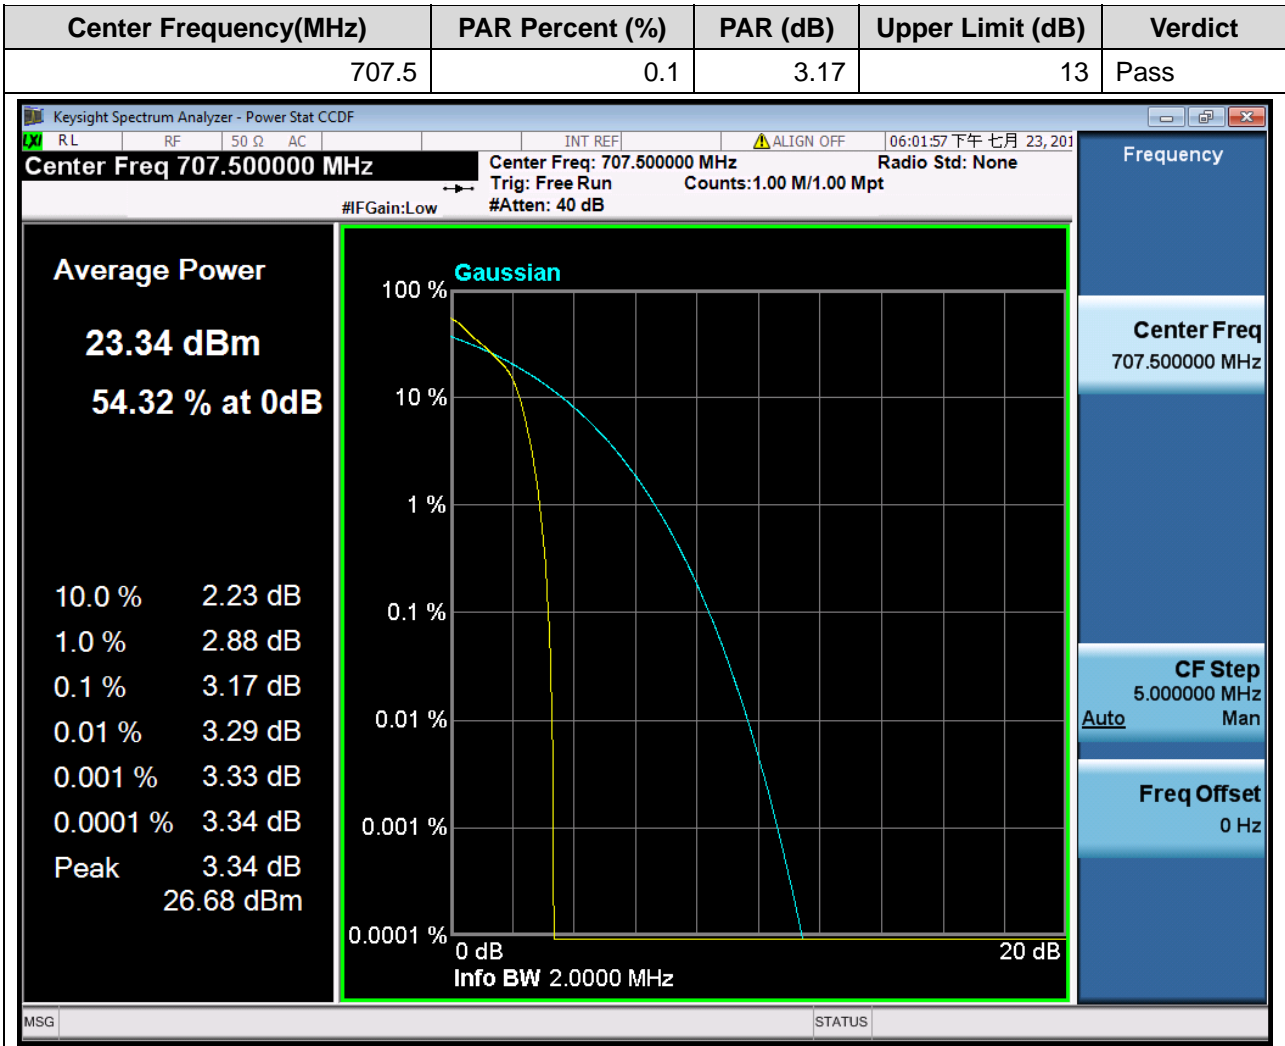 Center Frequency(MHz) PAR Percent (%) PAR (dB) Upper Limit (dB) Verdict
707.5 0.1 3.17 13 Pass
Keysight Spectrum Analyzer - Power Stat CCDF
LXI RL RF 50 Ω AC INT REF ALIGN OFF 06:01:57 下午 七月 23, 201
Center Freq 707.500000 MHz
Center Freq: 707.500000 MHz Radio Std: None
Trig: Free Run Counts:1.00 M/1.00 Mpt
#IFGain:Low #Atten: 40 dB
Average Power
23.34 dBm
54.32 % at 0dB
10.0 % 2.23 dB
1.0 % 2.88 dB
0.1 % 3.17 dB
0.01 % 3.29 dB
0.001 % 3.33 dB
0.0001 % 3.34 dB
Peak 3.34 dB
26.68 dBm
Gaussian
100 %
10 %
1 %
0.1 %
0.01 %
0.001 %
0.0001 %
0 dB 20 dB
Info BW 2.0000 MHz
Frequency
Center Freq
707.500000 MHz
CF Step
5.000000 MHz
Auto Man
Freq Offset
0 Hz
MSG STATUS